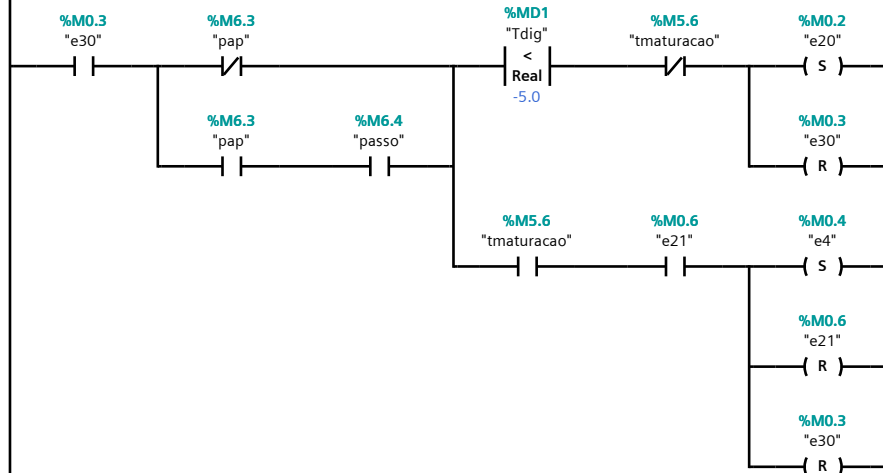 %M0.3
"e30"
%M6.3
"pap"
%MD1
"Tdig"
<
Real
-5.0
%M5.6
"tmaturacao"
%M0.2
"e20"
S
%M6.3
"pap"
%M6.4
"passo"
%M0.3
"e30"
R
%M5.6
"tmaturacao"
%M0.6
"e21"
%M0.4
"e4"
S
%M0.6
"e21"
R
%M0.3
"e30"
R